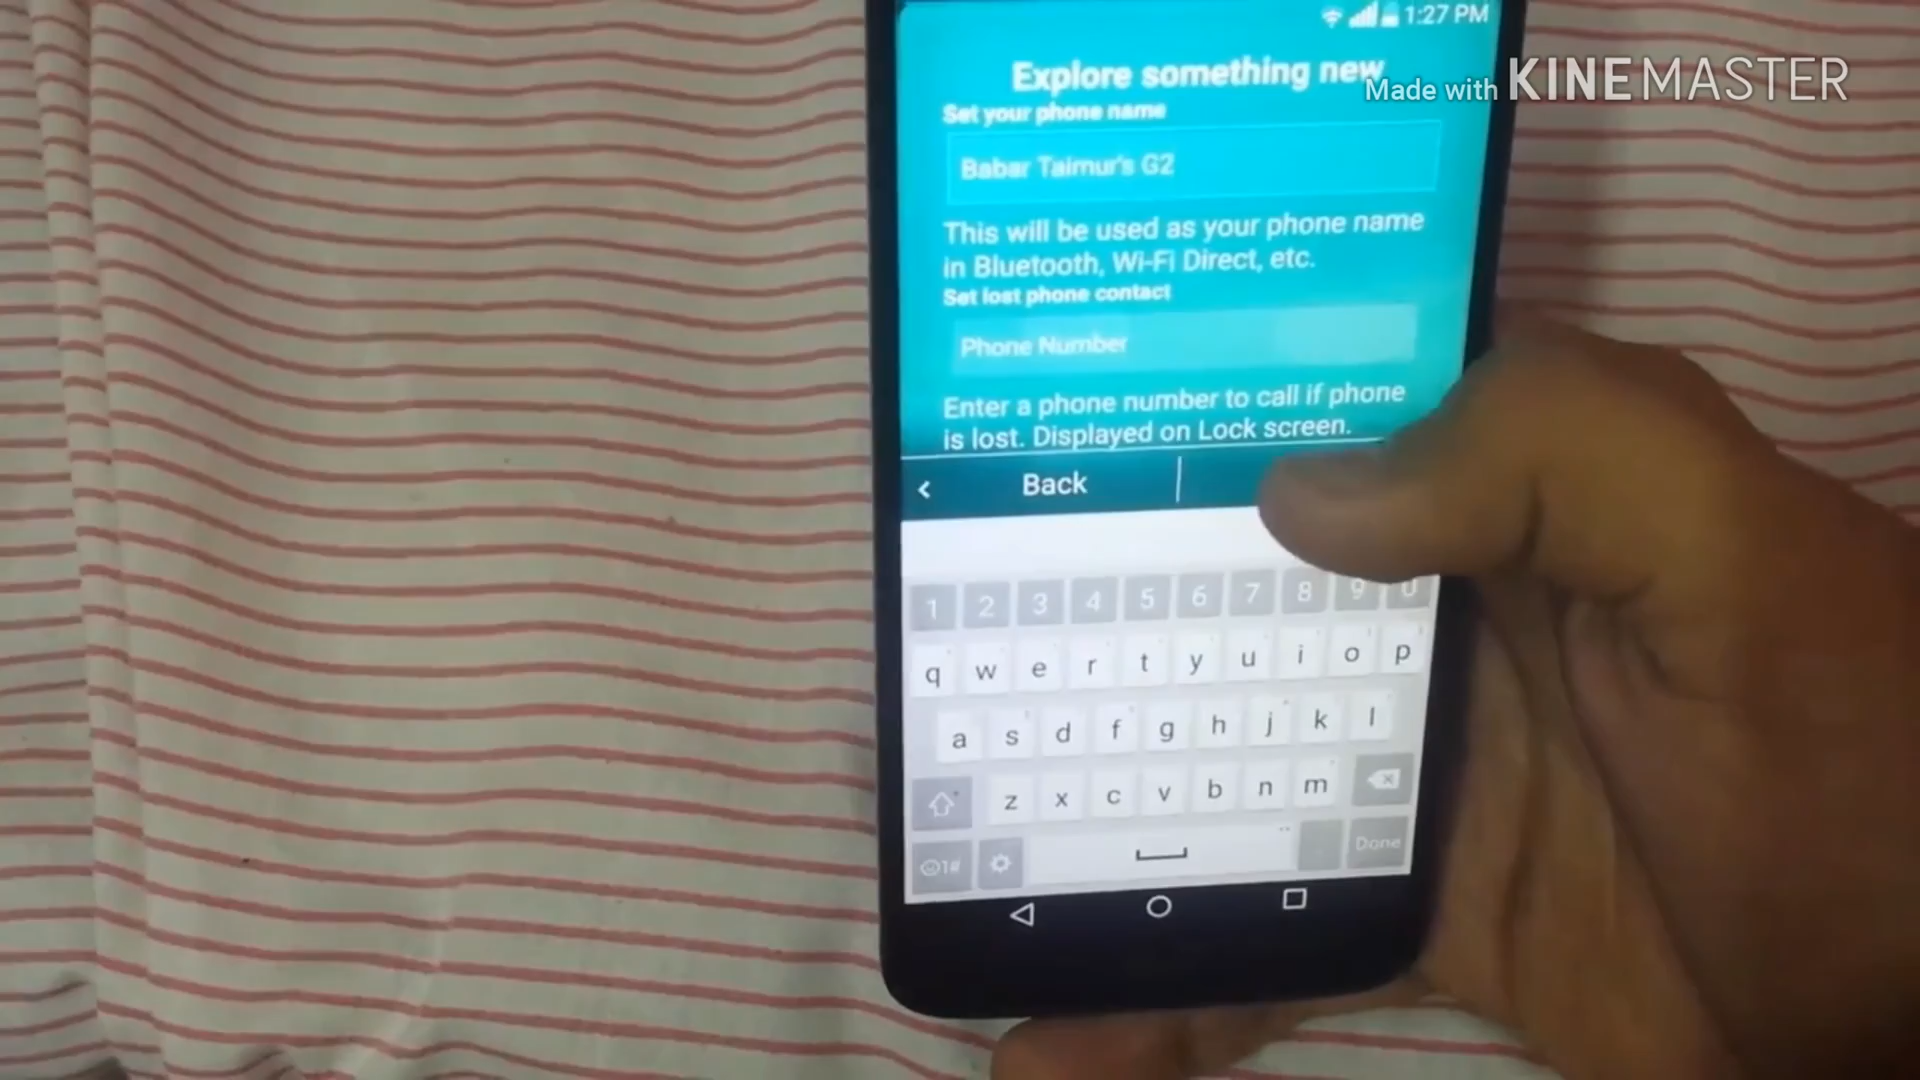 1:27 PM
Explore something new
Made with KINEMASTER
Set your phone name
Babar Taimur's G2
This will be used as your phone name
in Bluetooth, Wi-Fi Direct, etc.
Set lost phone contact
Phone Number
Enter a phone number to call if phone
is lost. Displayed on Lock screen.
< Back
1 2 3 4 5 6 7 8 9 0
q w e r t y u i o p
a s d f g h j k l
z x c v b n m
1# Done